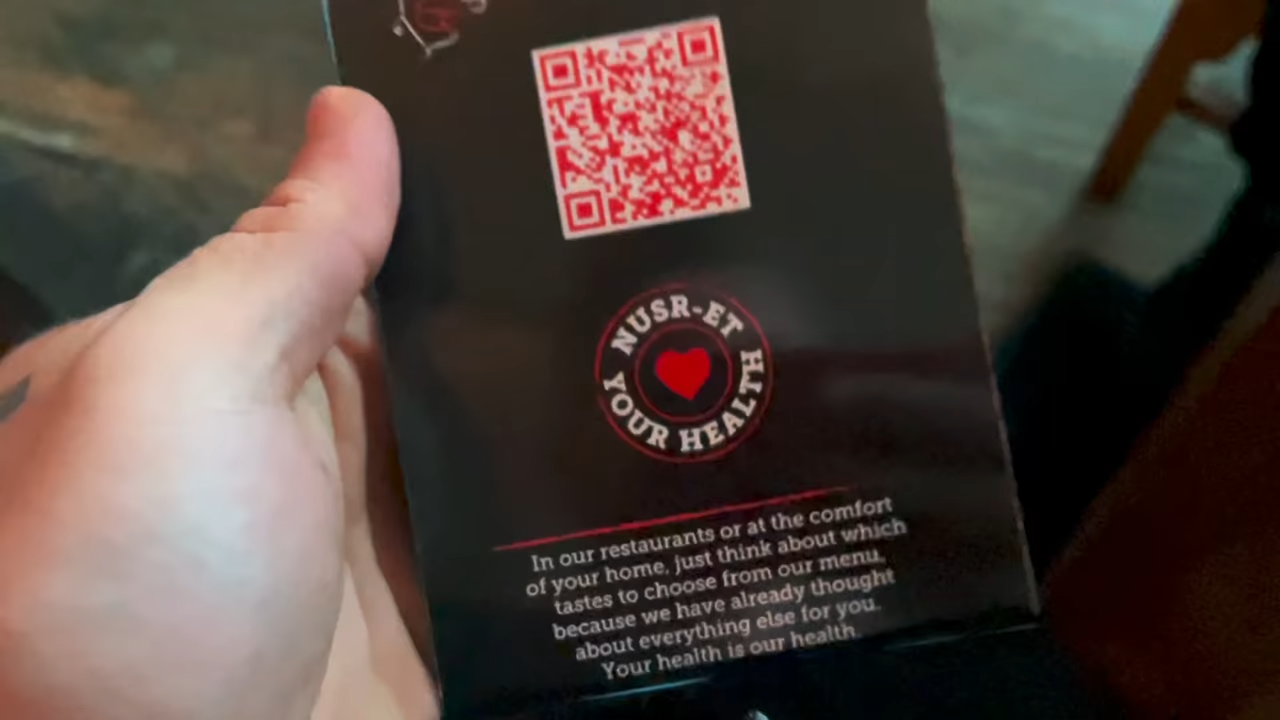 NUSR-ET
YOUR HEALTH
In our restaurants or at the comfort
of your home, just think about which
tastes to choose from our menu,
because we have already thought
about everything else for you.
Your health is our health.